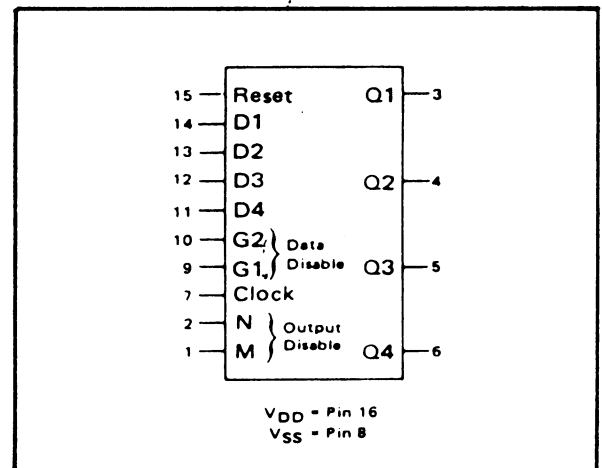 15 Reset Q1 3
14 D1
13 D2
12 D3 Q2 4
11 D4
10 G2 Data
9 G1 Disable Q3 5
7 Clock
2 N Output
1 M Disable Q4 6
VDD = Pin 16
VSS = Pin 8